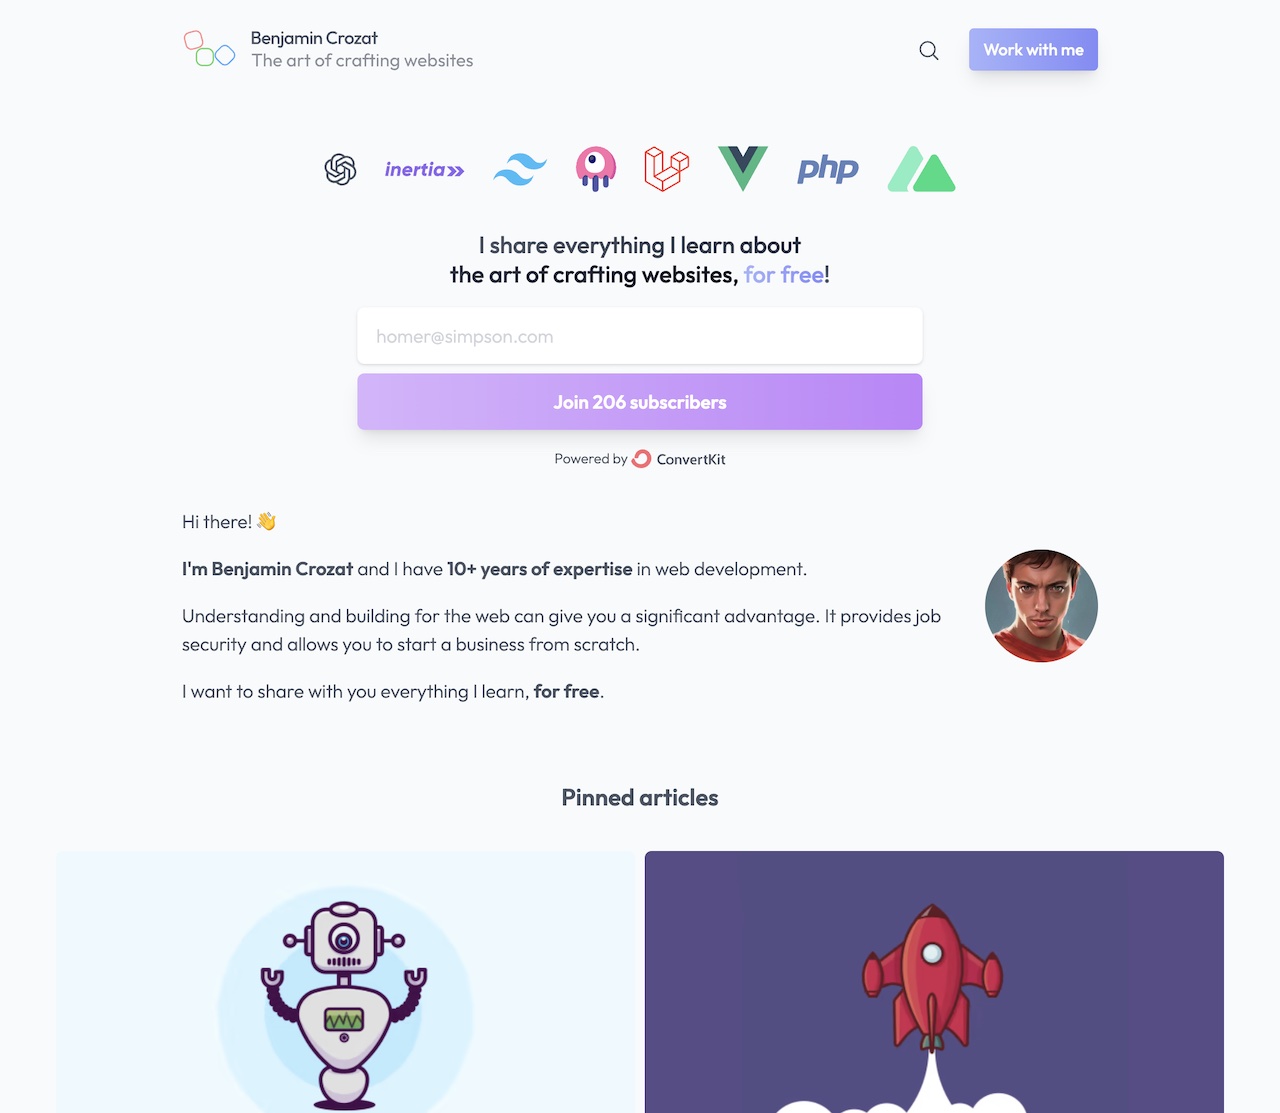 Benjamin Crozat
The art of crafting websites
Work with me
inertia
php
I share everything I learn about
the art of crafting websites, for free!
homer@simpson.com
Join 206 subscribers
Powered by ConvertKit
Hi there! 👋
I'm Benjamin Crozat and I have 10+ years of expertise in web development.
Understanding and building for the web can give you a significant advantage. It provides job
security and allows you to start a business from scratch.
I want to share with you everything I learn, for free.
Pinned articles